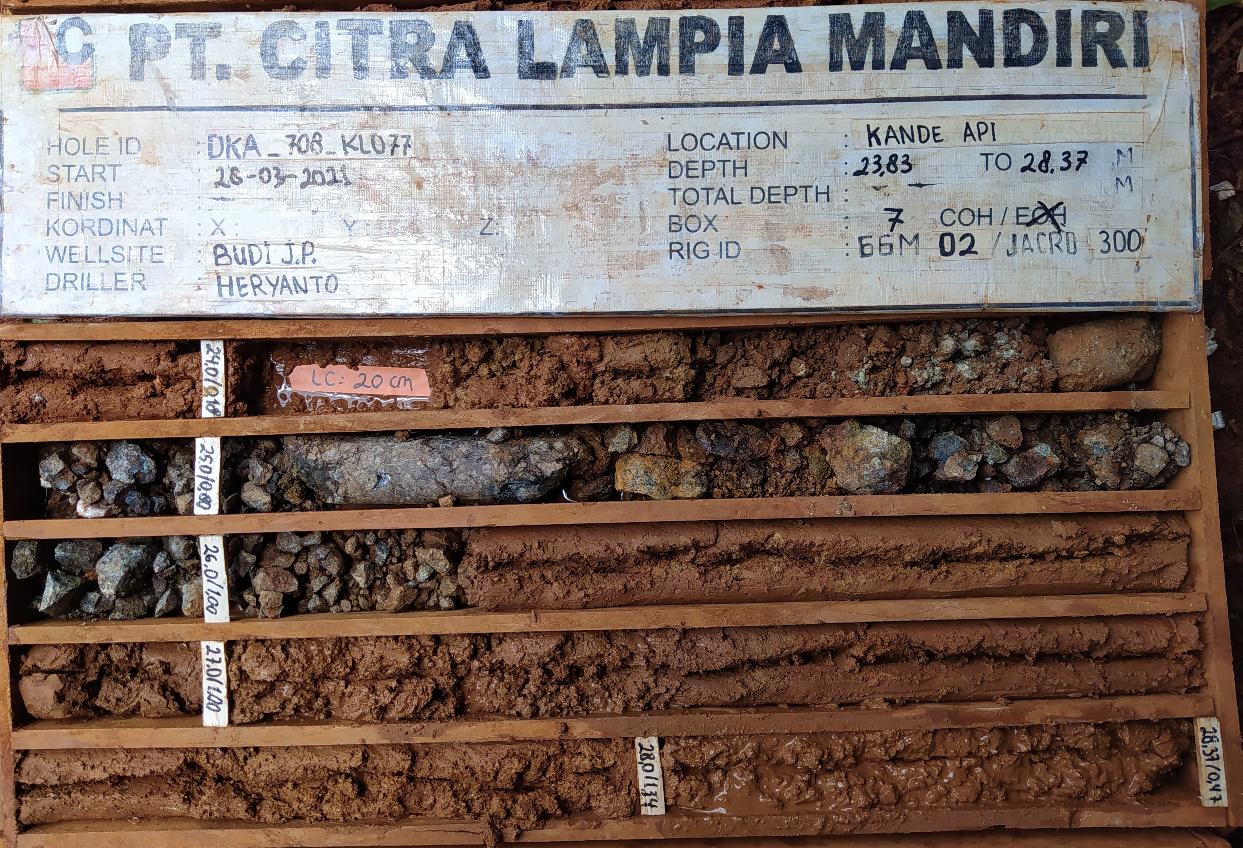 C PT. CITRA LAMPIA MANDIRI
HOLE ID : DKA_708_KL077
START : 28-03-2021
FINISH :
KORDINAT : X : Y : Z:
WELLSITE : BUDI J.P.
DRILLER : HERYANTO
LOCATION : KANDE API
DEPTH : 23,83 TO 28.37 M
TOTAL DEPTH : M
BOX : 7 COH / EOH
RIG ID : GGM 02 / JACRO 300
24.0/0.18
LC: 20 cm
25.0/0.80
26.0/1.00
27.0/1.00
28.0/1.14
28.39/0.47